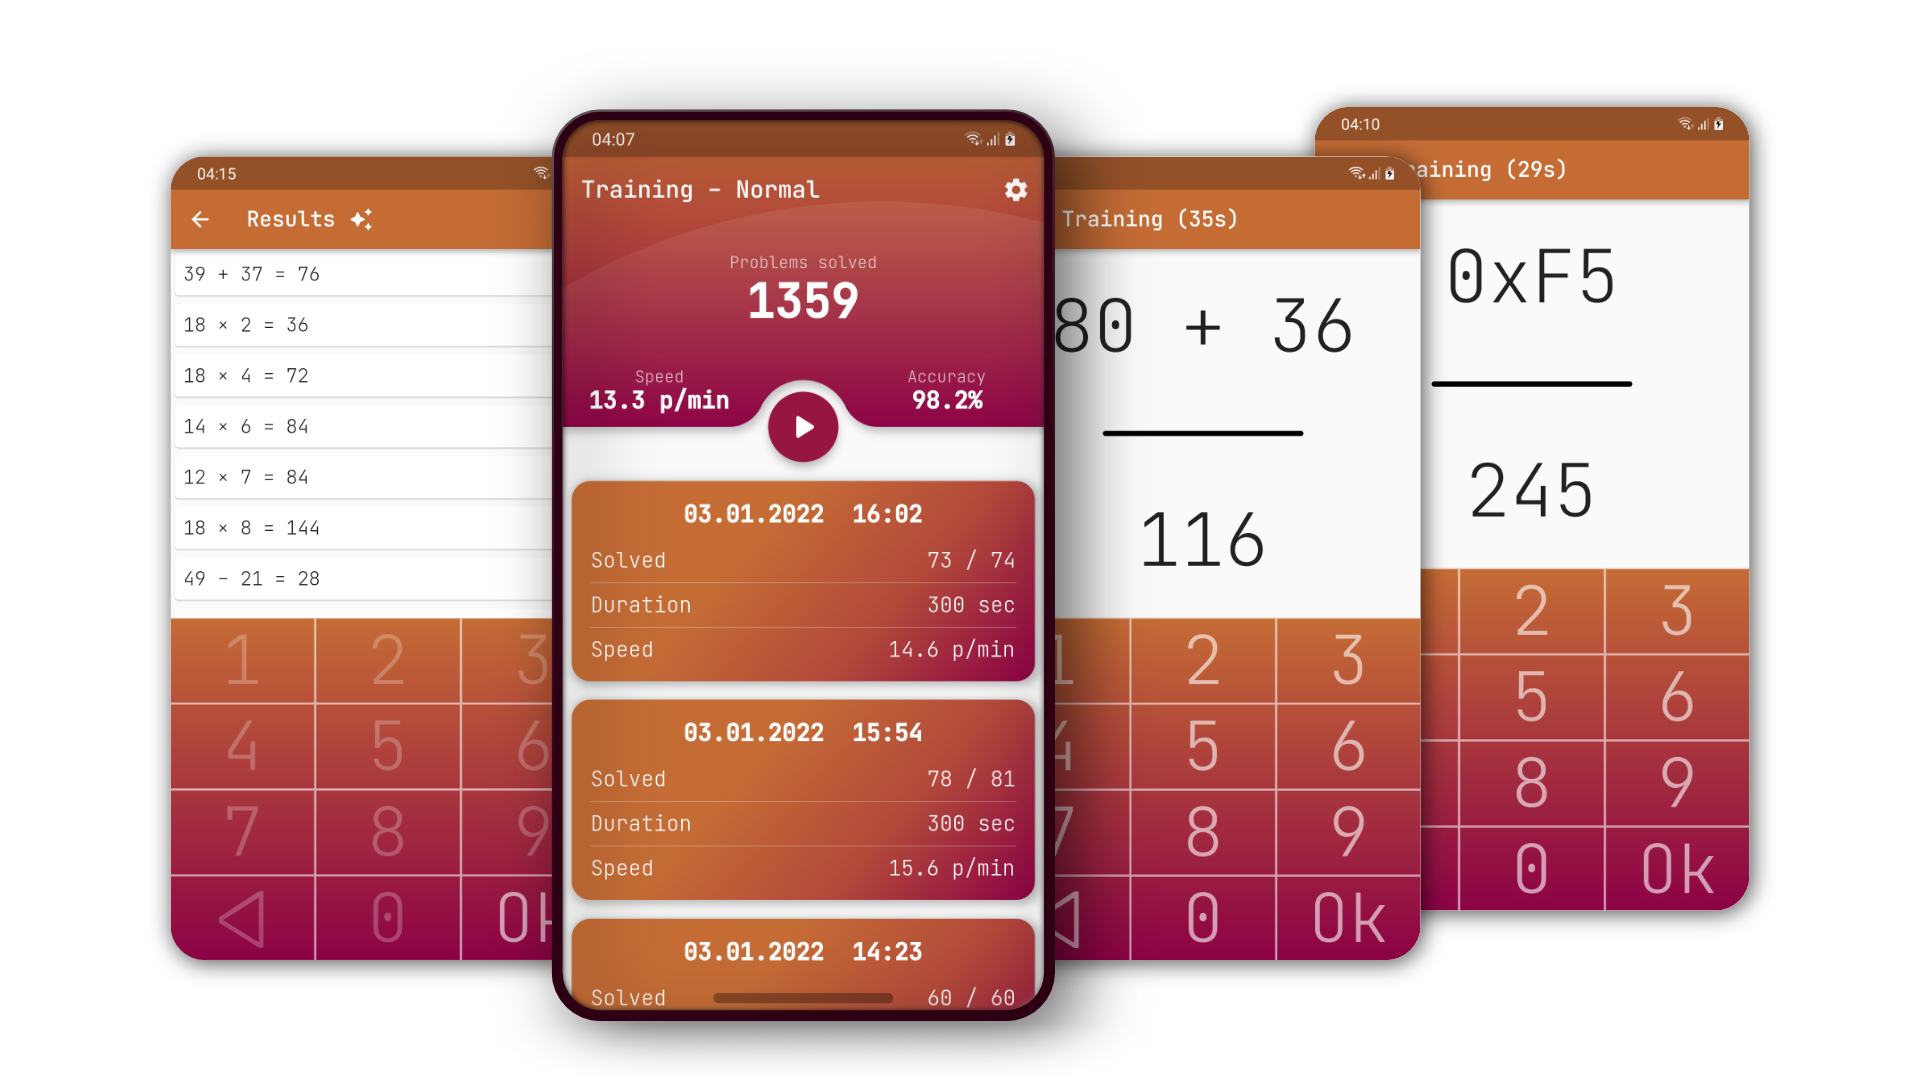 04:15
Results
39 + 37 = 76
18 × 2 = 36
18 × 4 = 72
14 × 6 = 84
12 × 7 = 84
18 × 8 = 144
49 - 21 = 28
1 2 3
4 5 6
7 8 9
0 Ok
04:07
Training - Normal
Problems solved
1359
Speed Accuracy
13.3 p/min 98.2%
03.01.2022 16:02
Solved 73 / 74
Duration 300 sec
Speed 14.6 p/min
03.01.2022 15:54
Solved 78 / 81
Duration 300 sec
Speed 15.6 p/min
03.01.2022 14:23
Solved 60 / 60
Training (35s)
80 + 36
116
1 2 3
4 5 6
7 8 9
0 Ok
04:10
aining (29s)
0xF5
245
2 3
5 6
8 9
0 Ok